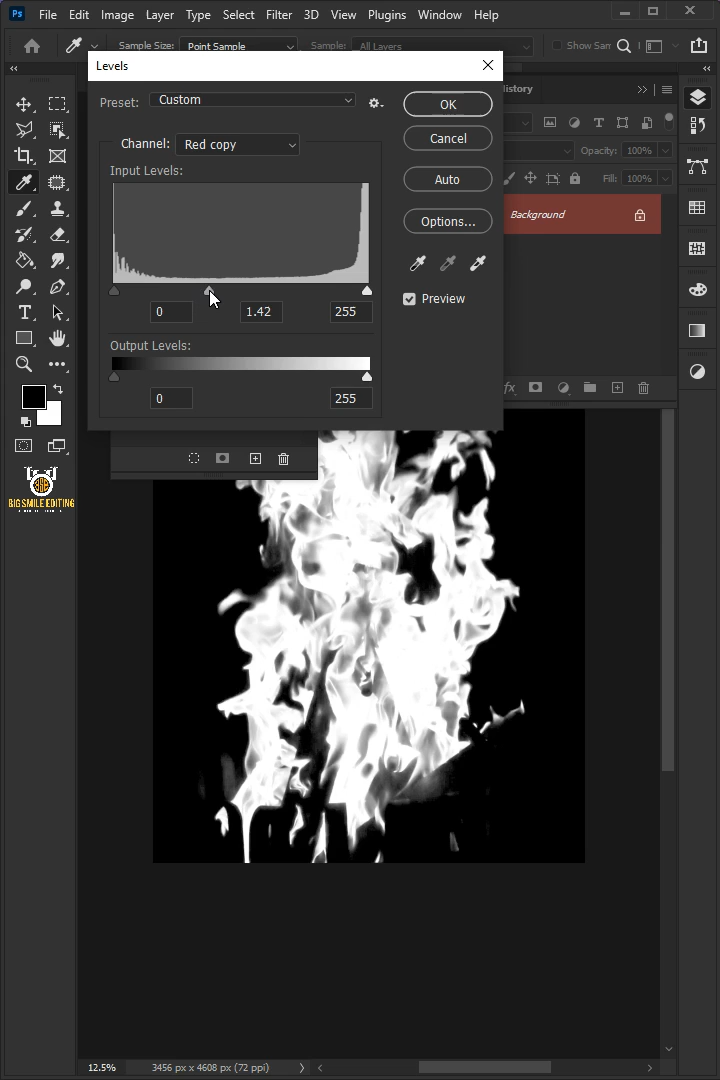 Ps File Edit Image Layer Type Select Filter 3D View Plugins Window Help
Sample Size: Point Sample Sample: All Layers Show Sam
Levels
Preset: Custom
OK
Channel: Red copy
Cancel
Input Levels:
Auto
Options...
Preview
0 1.42 255
Output Levels:
0 255
History
Opacity: 100%
Fill: 100%
Background
fx
BIG SMILE EDITING
12.5% 3456 px x 4608 px (72 ppi)